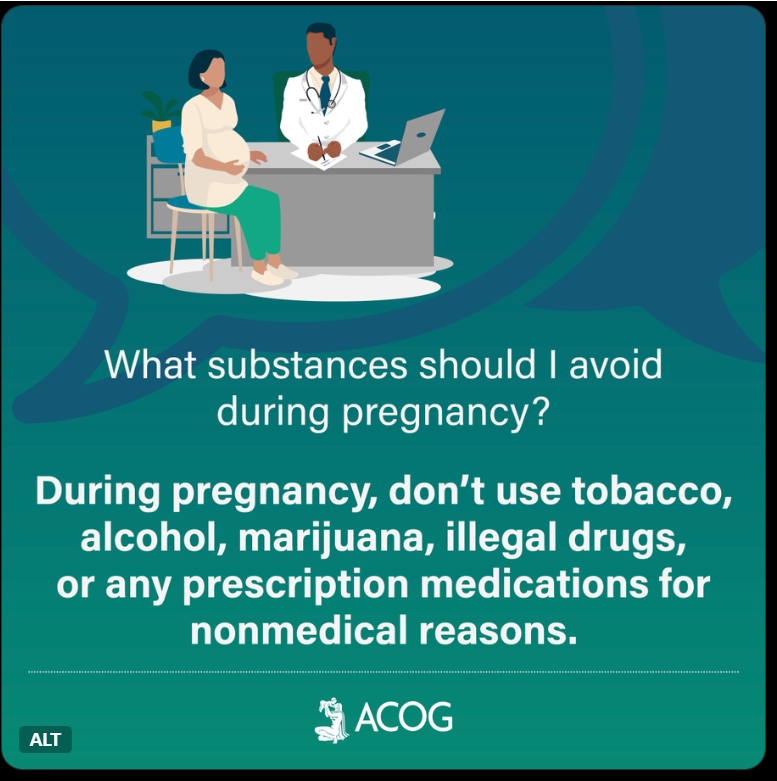 What substances should I avoid
during pregnancy?
During pregnancy, don’t use tobacco,
alcohol, marijuana, illegal drugs,
or any prescription medications for
nonmedical reasons.
ACOG
ALT